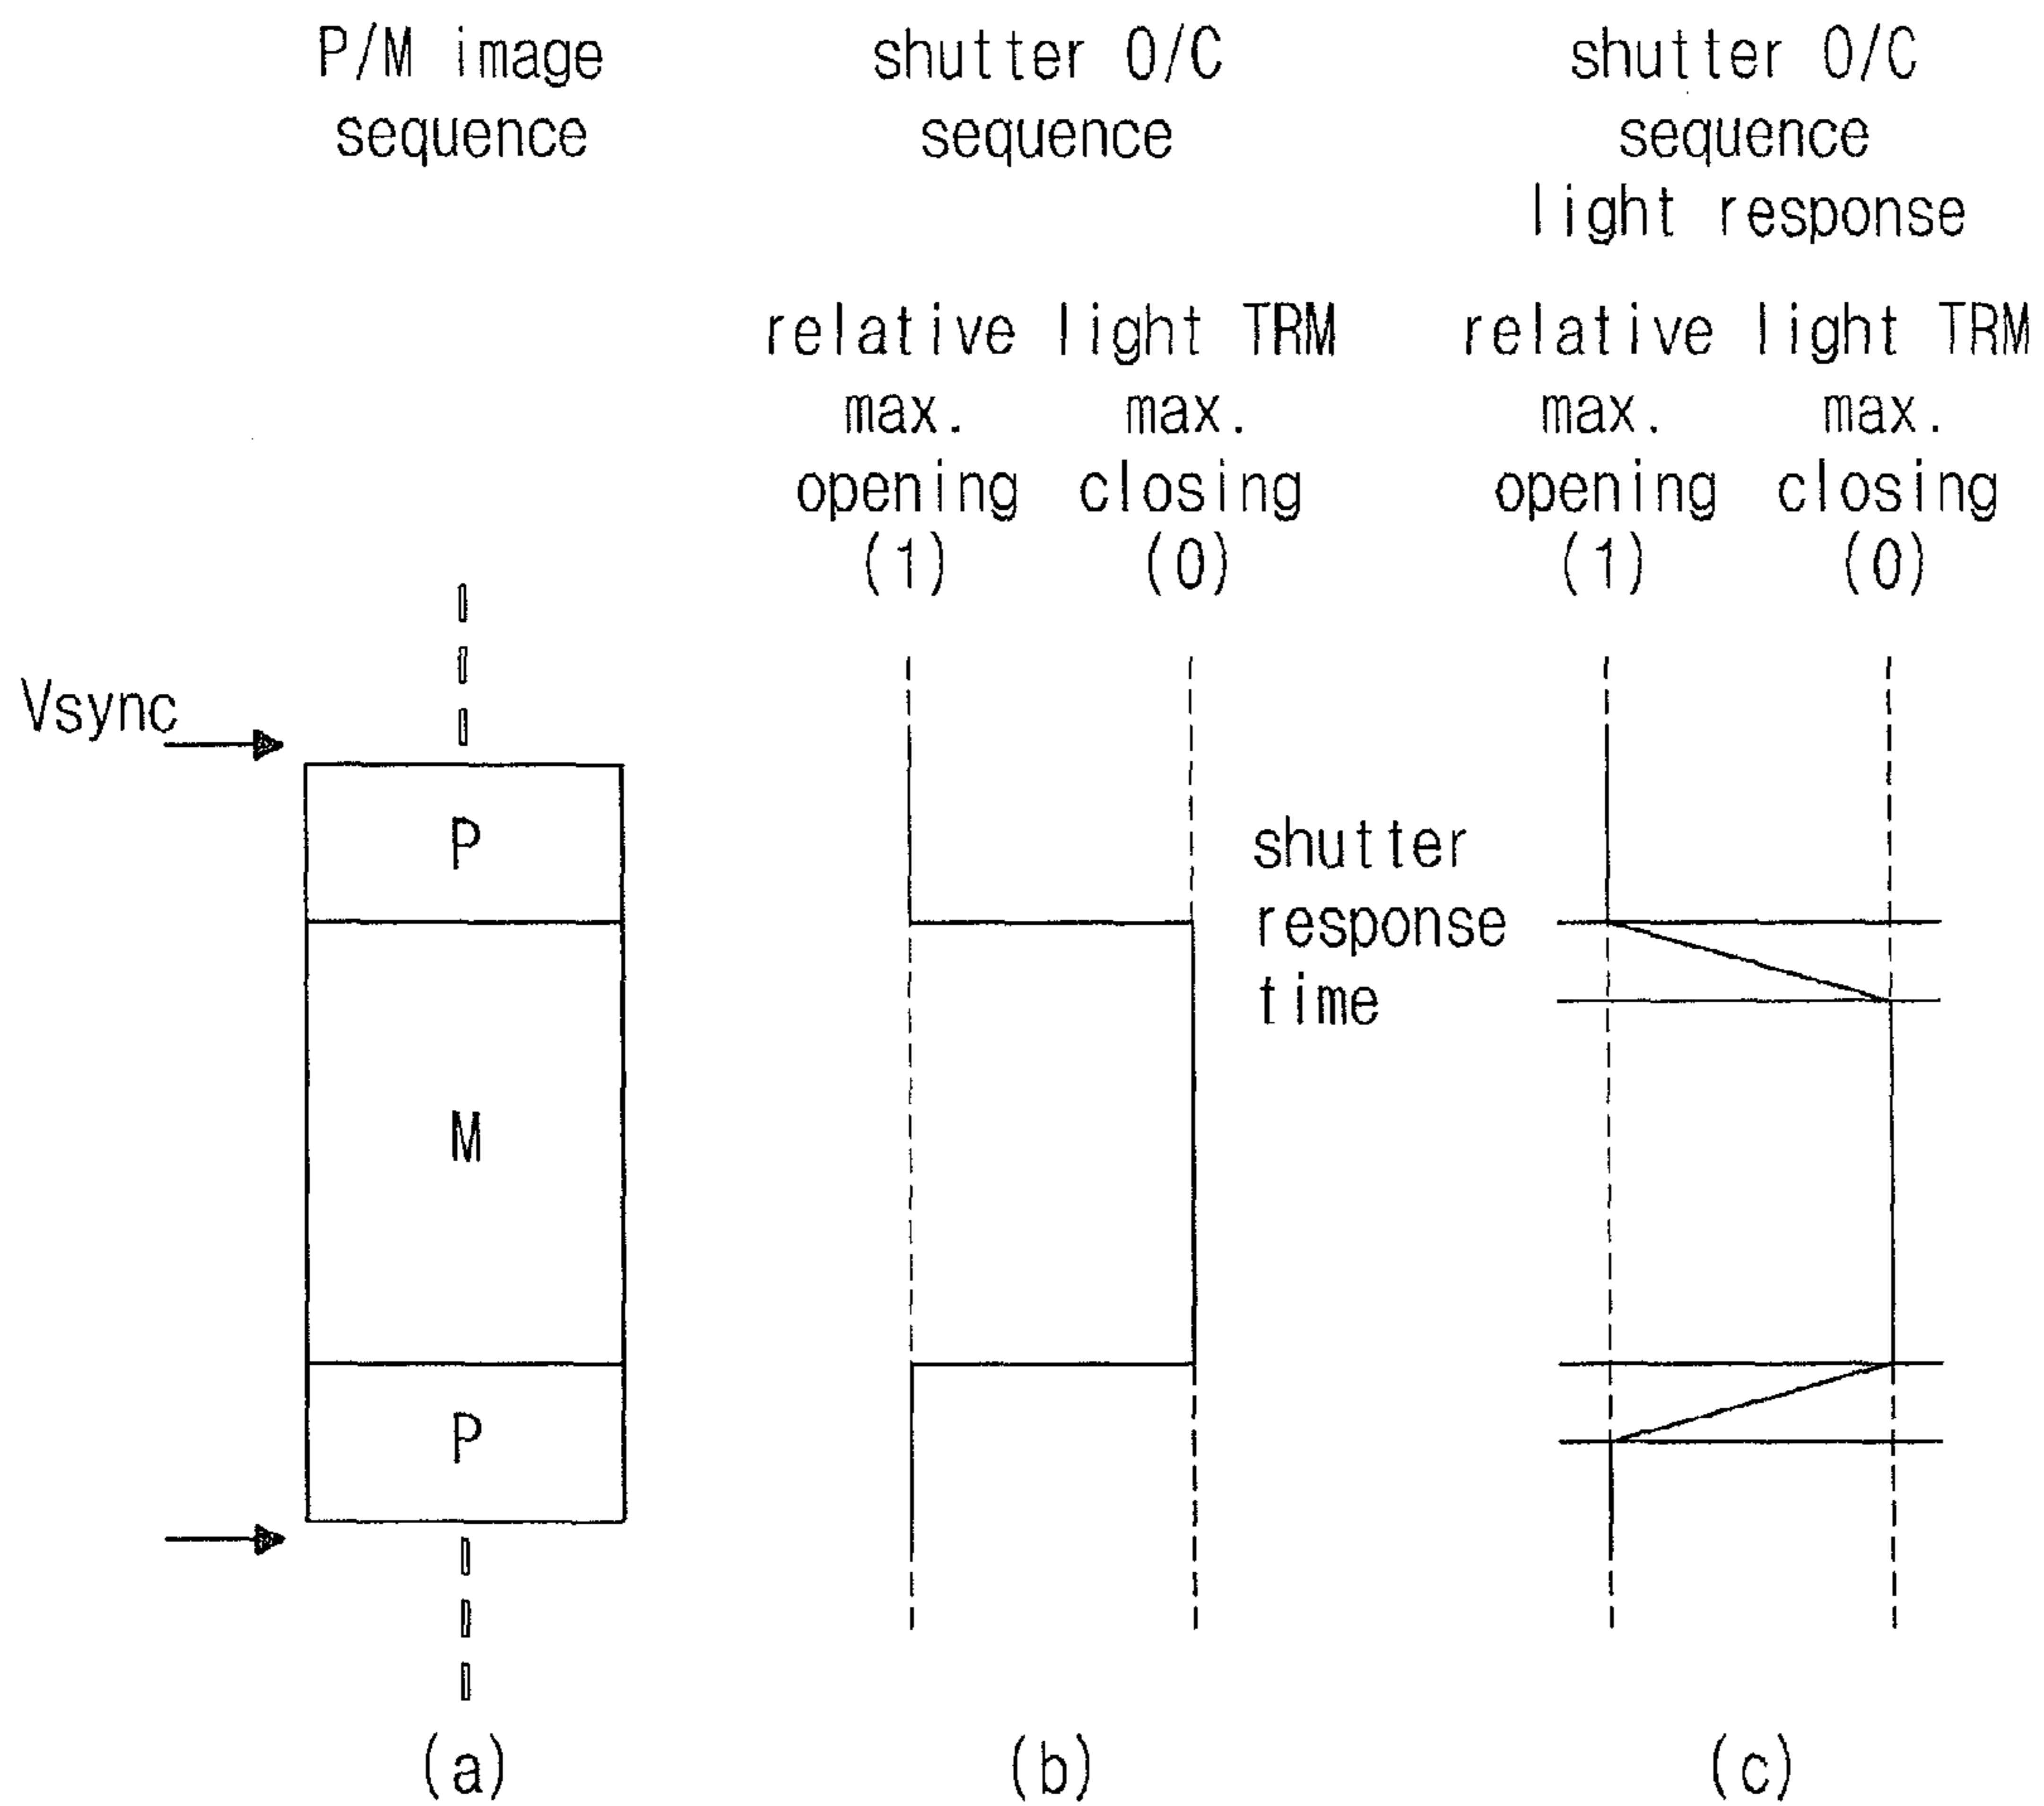 P/M image
sequence
shutter O/C
sequence
shutter O/C
sequence
light response
relative light TRM
max. max.
opening closing
(1) (0)
relative light TRM
max. max.
opening closing
(1) (0)
Vsync
P
M
P
shutter
response
time
(a)
(b)
(c)